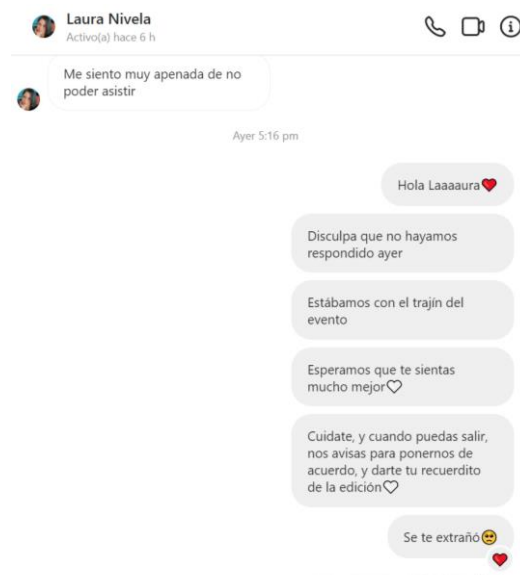 Laura Nivela
Activo(a) hace 6 h
Me siento muy apenada de no
poder asistir
Ayer 5:16 pm
Hola Laaaaura❤️
Disculpa que no hayamos
respondido ayer
Estábamos con el trajín del
evento
Esperamos que te sientas
mucho mejor♡
Cuidate, y cuando puedas salir,
nos avisas para ponernos de
acuerdo, y darte tu recuerdito
de la edición♡
Se te extrañó🥺